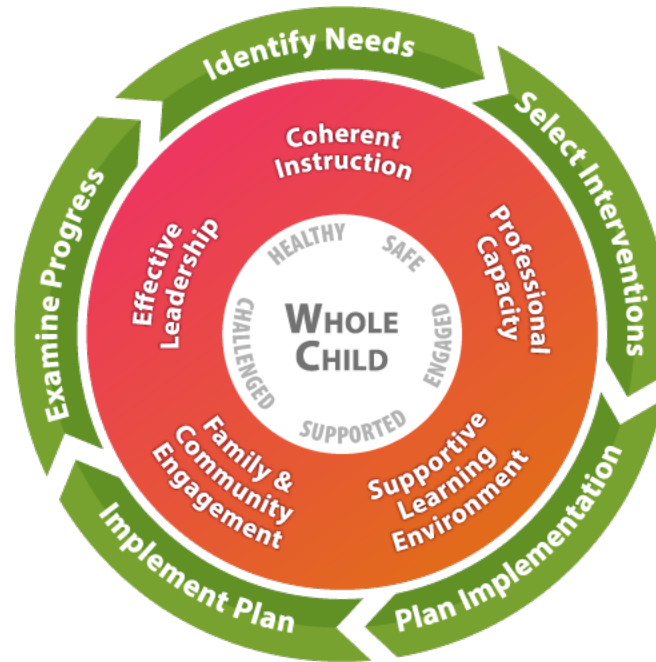 Identify Needs
Select Interventions
Plan Implementation
Implement Plan
Examine Progress
Coherent
Instruction
Professional
Capacity
Supportive
Learning
Environment
Family &
Community
Engagement
Effective
Leadership
HEALTHY
SAFE
ENGAGED
SUPPORTED
CHALLENGED
WHOLE
CHILD